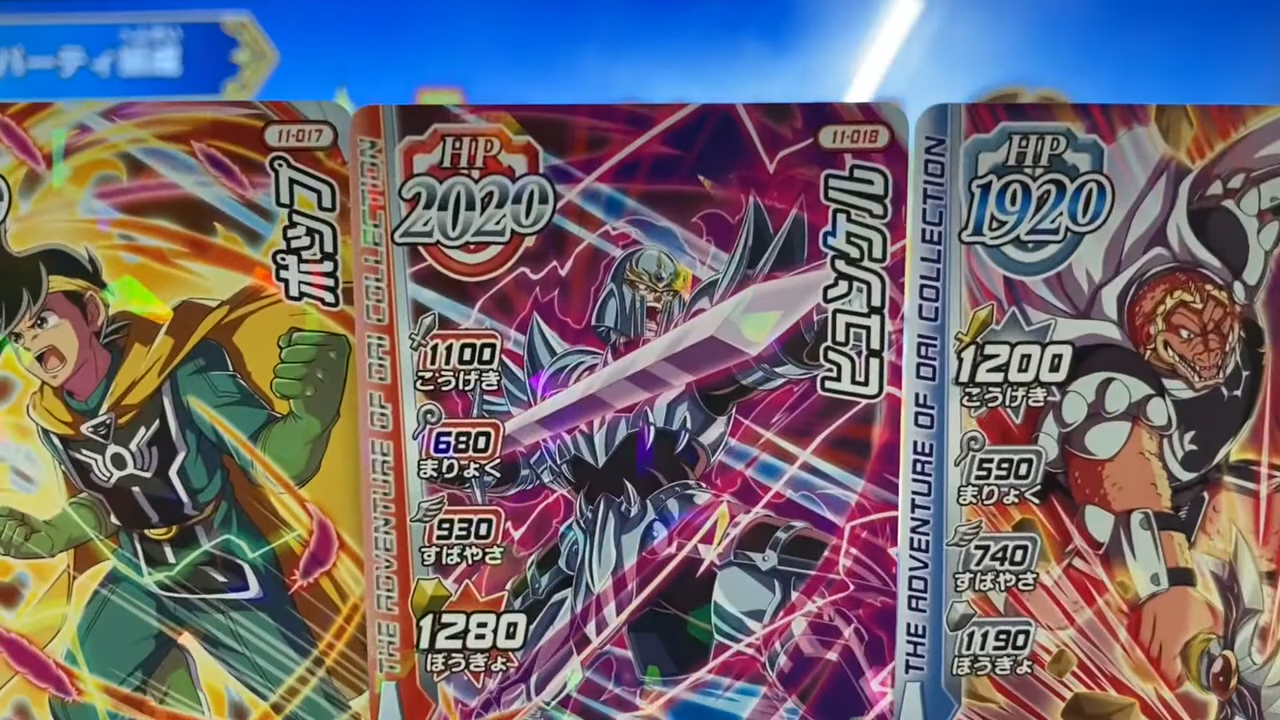 パーティ
11-017
ポップ
THE ADVENTURE OF DAI COLLECTION
HP
2020
11-018
ヒュンケル
1100
こうげき
680
まりょく
930
すばやさ
1280
ぼうぎょ
THE ADVENTURE OF DAI COLLECTION
HP
1920
1200
こうげき
590
まりょく
740
すばやさ
1190
ぼうぎょ